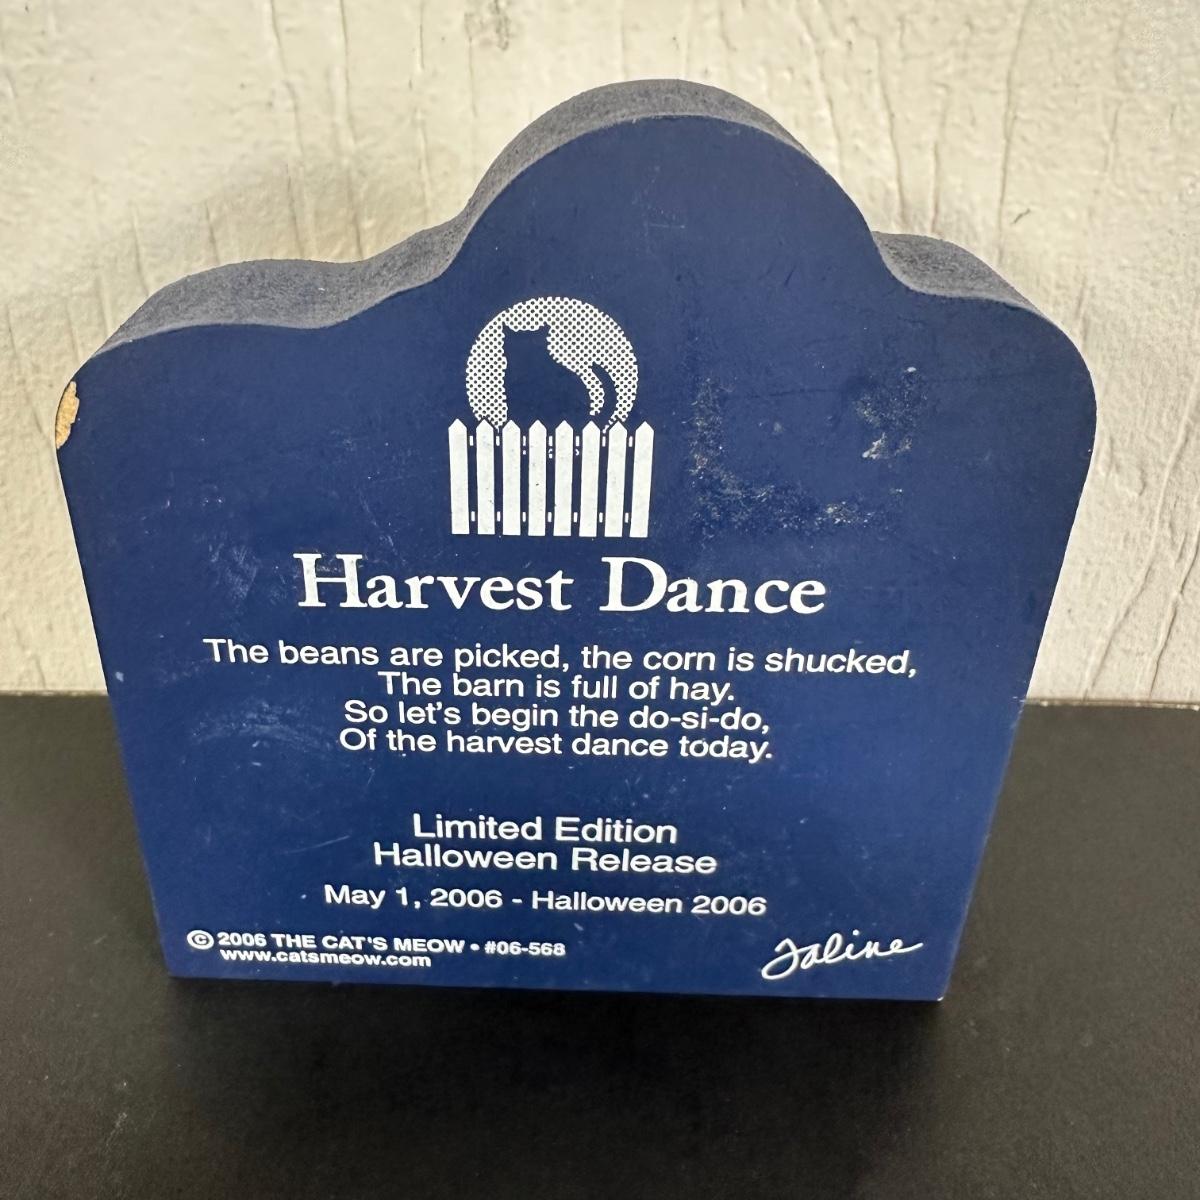 Harvest Dance
The beans are picked, the corn is shucked,
The barn is full of hay.
So let's begin the do-si-do,
Of the harvest dance today.
Limited Edition
Halloween Release
May 1, 2006 - Halloween 2006
© 2006 THE CAT'S MEOW • #06-568
www.catsmeow.com
Faline